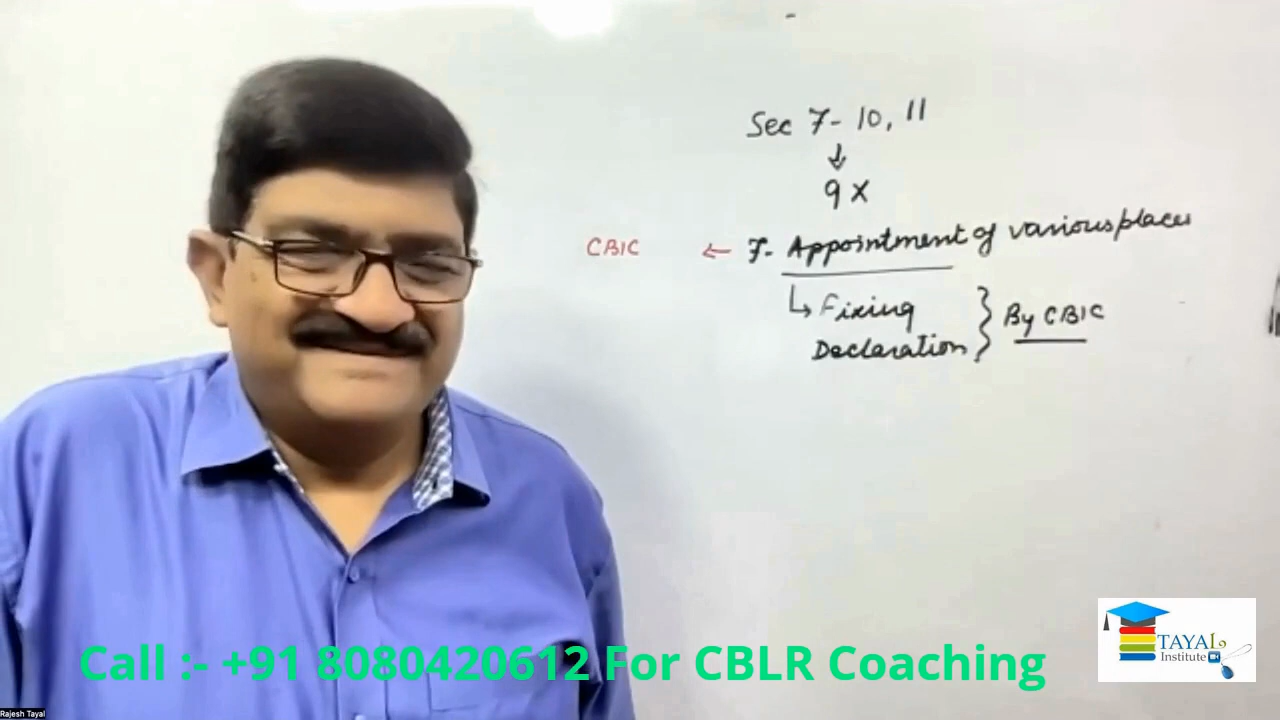 Sec 7- 10, 11
↓
9 X
CBIC ← 7- Appointment of various places
↳ Fixing
Declaration } By CBIC
Call :- +91 8080420612 For CBLR Coaching
TAYAL
Institute
Rajesh Tayal